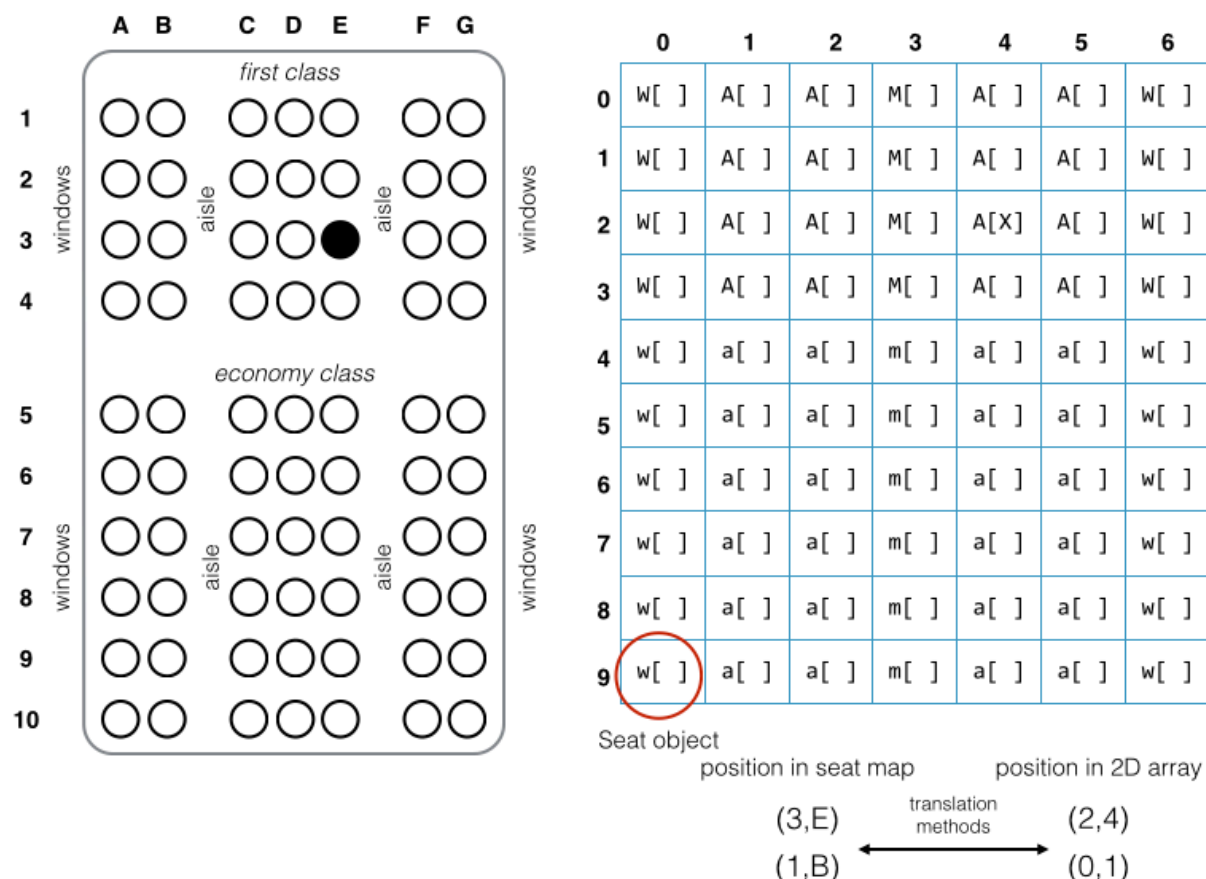 A B C D E F G
first class
1
2
3
4
windows
aisle
aisle
windows
economy class
5
6
7
8
9
10
windows
aisle
aisle
windows
0 1 2 3 4 5 6
0 W[ ] A[ ] A[ ] M[ ] A[ ] A[ ] W[ ]
1 W[ ] A[ ] A[ ] M[ ] A[ ] A[ ] W[ ]
2 W[ ] A[ ] A[ ] M[ ] A[X] A[ ] W[ ]
3 W[ ] A[ ] A[ ] M[ ] A[ ] A[ ] W[ ]
4 w[ ] a[ ] a[ ] m[ ] a[ ] a[ ] w[ ]
5 w[ ] a[ ] a[ ] m[ ] a[ ] a[ ] w[ ]
6 w[ ] a[ ] a[ ] m[ ] a[ ] a[ ] w[ ]
7 w[ ] a[ ] a[ ] m[ ] a[ ] a[ ] w[ ]
8 w[ ] a[ ] a[ ] m[ ] a[ ] a[ ] w[ ]
9 w[ ] a[ ] a[ ] m[ ] a[ ] a[ ] w[ ]
Seat object
position in seat map position in 2D array
translation
methods
(3,E) (2,4)
(1,B) (0,1)